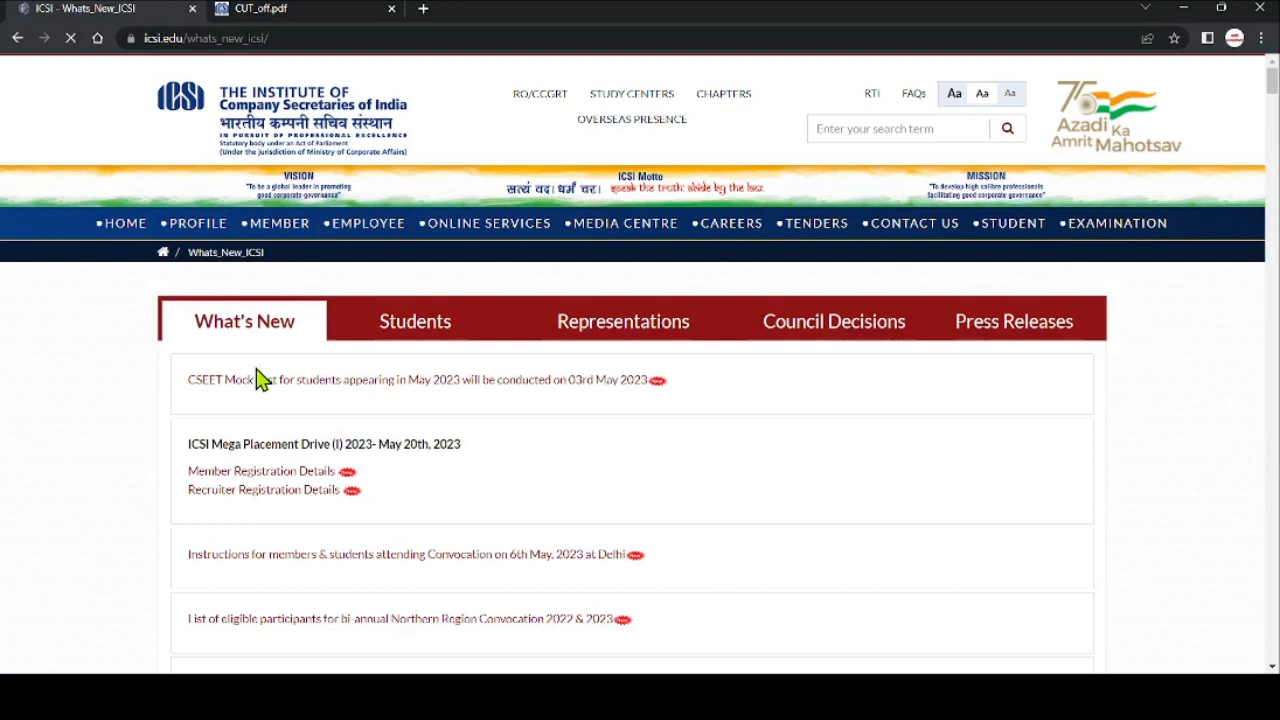 ICSI - Whats_New_ICSI
CUT_off.pdf
icsi.edu/whats_new_icsi/
THE INSTITUTE OF
Company Secretaries of India
भारतीय कम्पनी सचिव संस्थान
IN PURSUIT OF PROFESSIONAL EXCELLENCE
Statutory body under an Act of Parliament
(Under the jurisdiction of Ministry of Corporate Affairs)
RO/CCGRT STUDY CENTERS CHAPTERS
OVERSEAS PRESENCE
RTI FAQs Aa Aa Aa
Enter your search term
75
Azadi Ka
Amrit Mahotsav
VISION
"To be a global leader in promoting
good corporate governance"
ICSI Motto
सत्यं वद। धर्मं चर। speak the truth. abide by the law.
MISSION
"To develop high calibre professionals
facilitating good corporate governance"
HOME PROFILE MEMBER EMPLOYEE ONLINE SERVICES MEDIA CENTRE CAREERS TENDERS CONTACT US STUDENT EXAMINATION
/ Whats_New_ICSI
What's New Students Representations Council Decisions Press Releases
CSEET Mock for students appearing in May 2023 will be conducted on 03rd May 2023 New
ICSI Mega Placement Drive (I) 2023- May 20th, 2023
Member Registration Details New
Recruiter Registration Details New
Instructions for members & students attending Convocation on 6th May, 2023 at Delhi New
List of eligible participants for bi-annual Northern Region Convocation 2022 & 2023 New